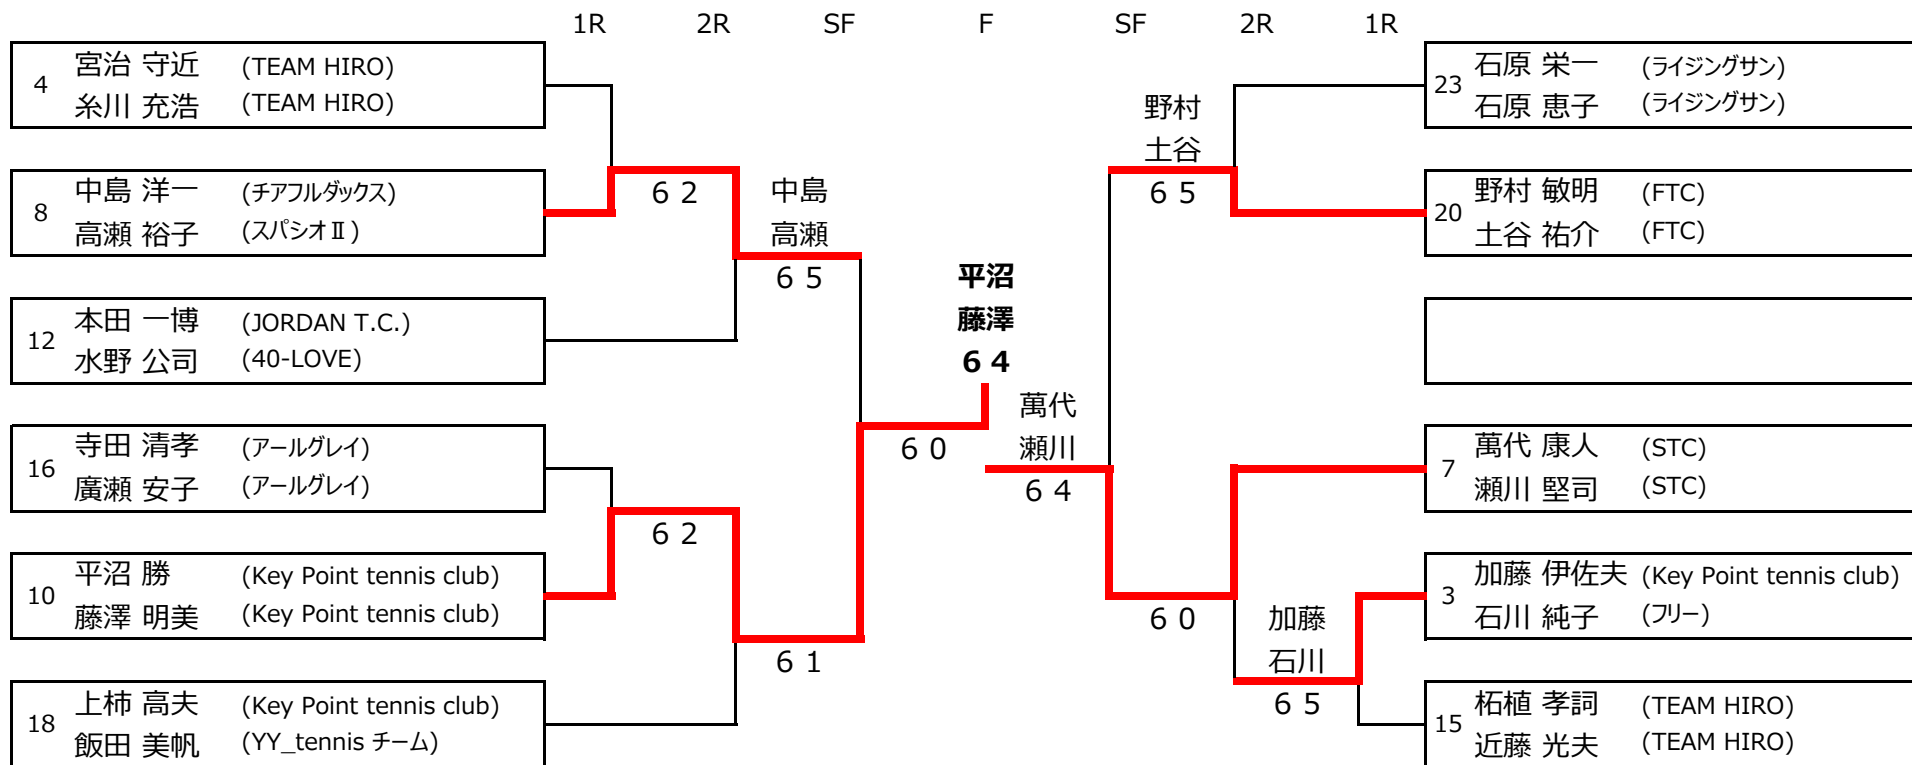 1R 2R SF F SF 2R 1R
4 宮治 守近 (TEAM HIRO)
糸川 充浩 (TEAM HIRO)
8 中島 洋一 (チアフルダックス)
高瀬 裕子 (スパシオⅡ)
12 本田 一博 (JORDAN T.C.)
水野 公司 (40-LOVE)
16 寺田 清孝 (アールグレイ)
廣瀬 安子 (アールグレイ)
10 平沼 勝 (Key Point tennis club)
藤澤 明美 (Key Point tennis club)
18 上柿 高夫 (Key Point tennis club)
飯田 美帆 (YY_tennis チーム)
6 2
6 2
中島
高瀬
6 5
6 1
6 0
平沼
藤澤
6 4
萬代
瀬川
6 4
野村
土谷
6 5
6 0
加藤
石川
6 5
23 石原 栄一 (ライジングサン)
石原 恵子 (ライジングサン)
20 野村 敏明 (FTC)
土谷 祐介 (FTC)
7 萬代 康人 (STC)
瀬川 堅司 (STC)
3 加藤 伊佐夫 (Key Point tennis club)
石川 純子 (フリー)
15 柘植 孝詞 (TEAM HIRO)
近藤 光夫 (TEAM HIRO)